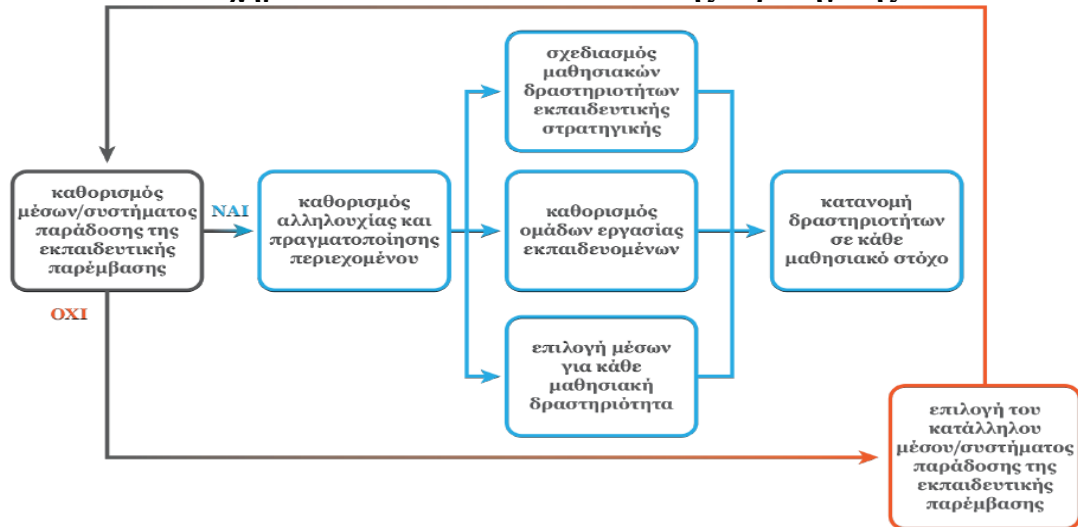 σχεδιασμός
μαθησιακών
δραστηριοτήτων
εκπαιδευτικής
στρατηγικής
καθορισμός
μέσων/συστήματος
παράδοσης της
εκπαιδευτικής
παρέμβασης
ΝΑΙ
καθορισμός
αλληλουχίας και
πραγματοποίησης
περιεχομένου
καθορισμός
ομάδων εργασίας
εκπαιδευομένων
κατανομή
δραστηριοτήτων
σε κάθε
μαθησιακό στόχο
ΟΧΙ
επιλογή μέσων
για κάθε
μαθησιακή
δραστηριότητα
επιλογή του
κατάλληλου
μέσου/συστήματος
παράδοσης της
εκπαιδευτικής
παρέμβασης